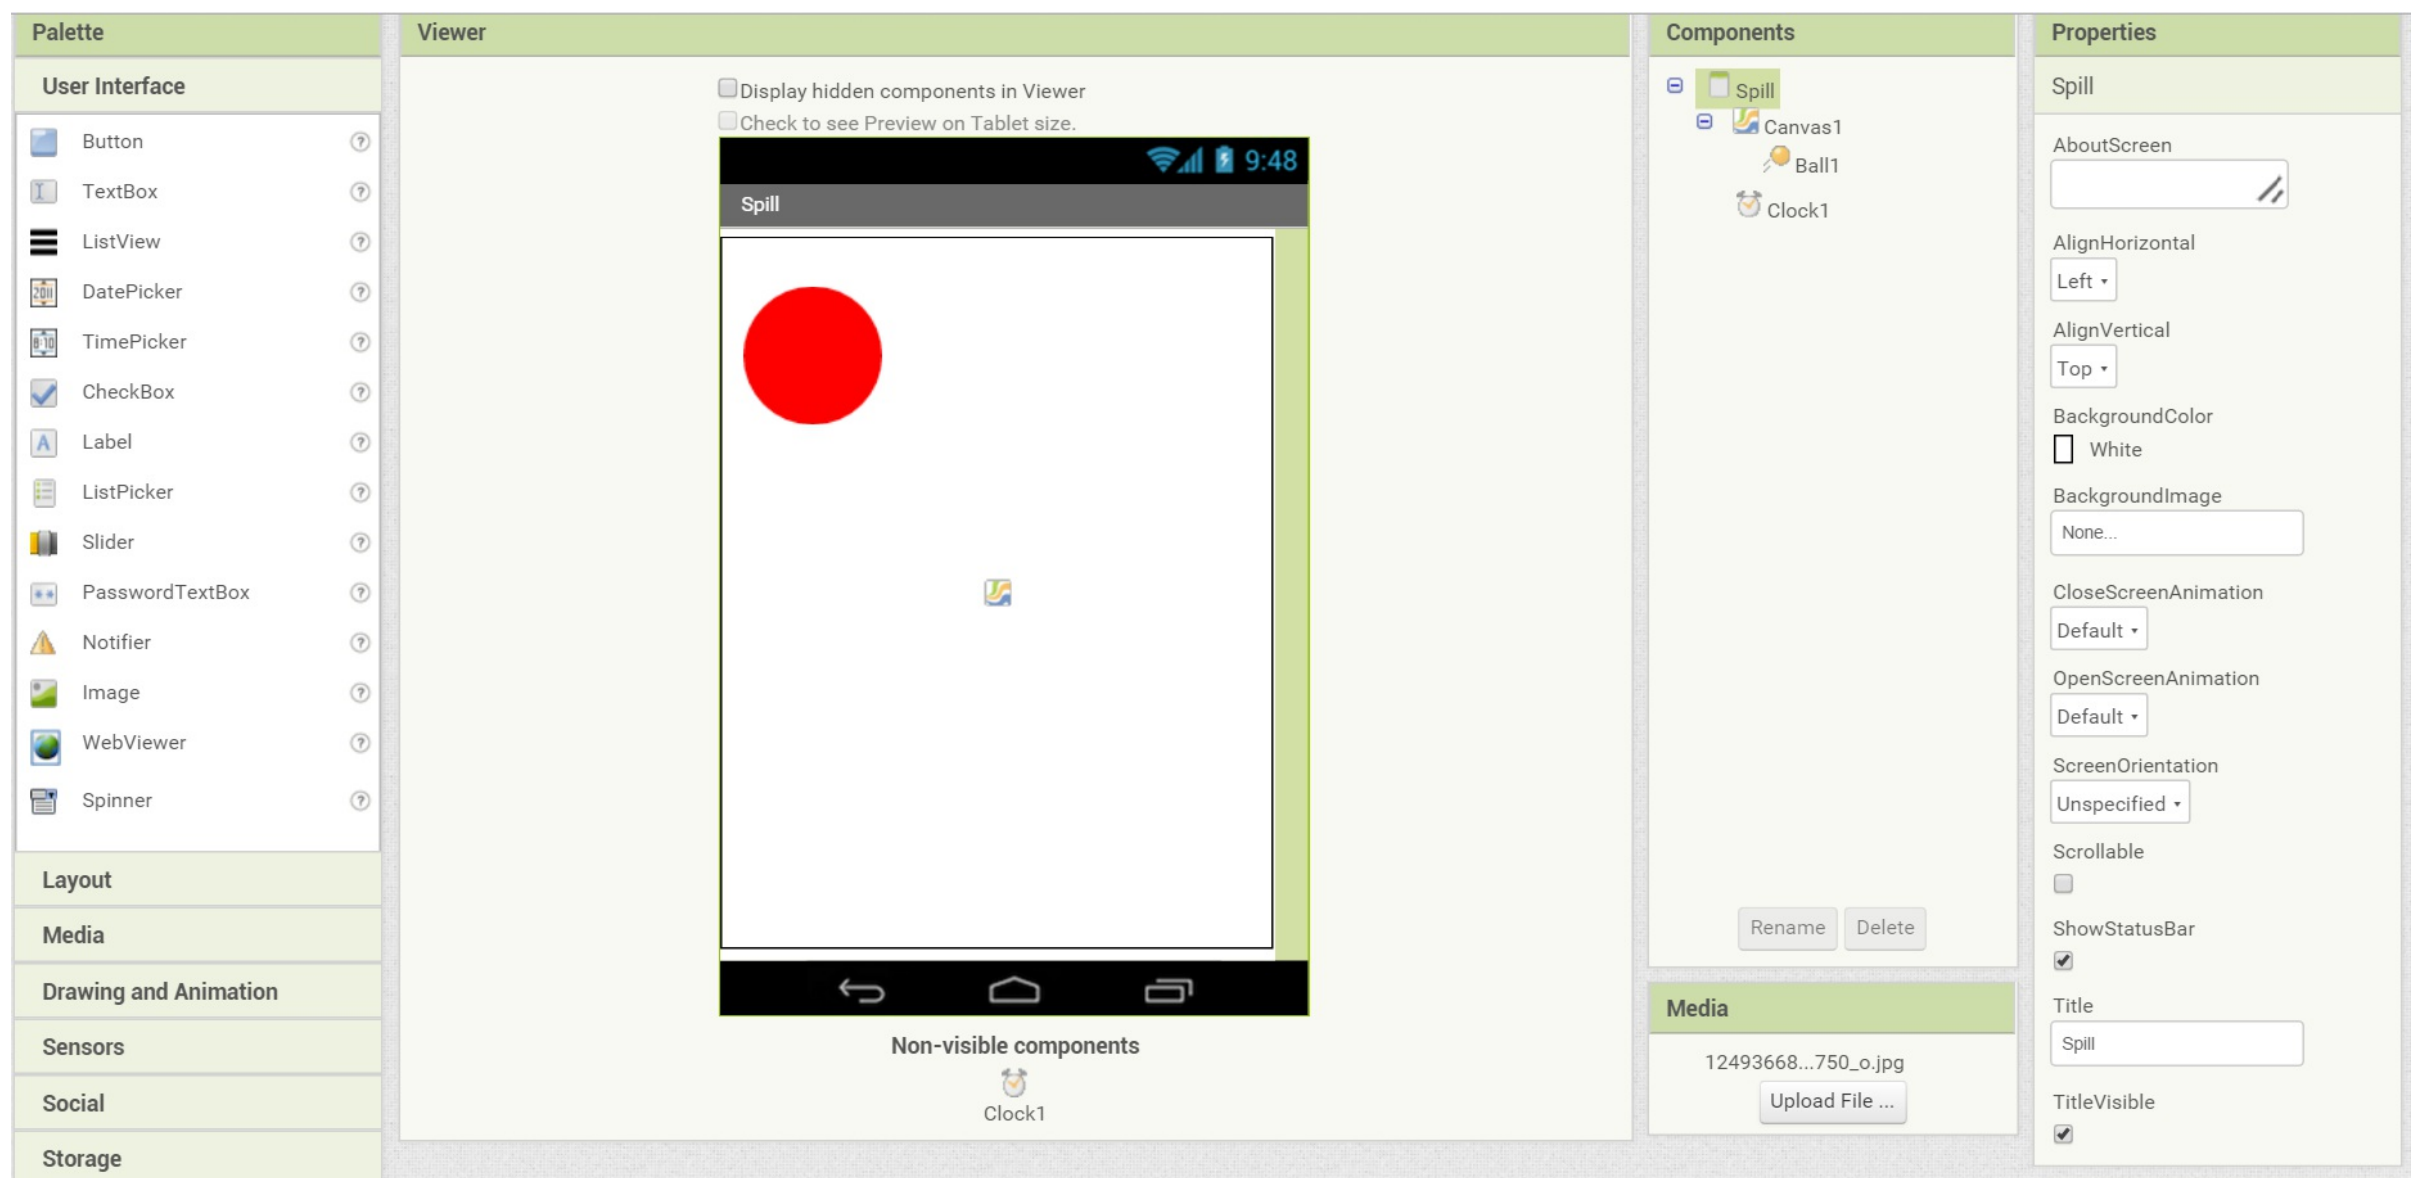 Palette
User Interface
Button
TextBox
ListView
DatePicker
TimePicker
CheckBox
Label
ListPicker
Slider
PasswordTextBox
Notifier
Image
WebViewer
Spinner
Layout
Media
Drawing and Animation
Sensors
Social
Storage
Viewer
Display hidden components in Viewer
Check to see Preview on Tablet size.
9:48
Spill
Non-visible components
Clock1
Components
Spill
Canvas1
Ball1
Clock1
Rename Delete
Media
12493668...750_o.jpg
Upload File ...
Properties
Spill
AboutScreen
AlignHorizontal
Left
AlignVertical
Top
BackgroundColor
White
BackgroundImage
None...
CloseScreenAnimation
Default
OpenScreenAnimation
Default
ScreenOrientation
Unspecified
Scrollable
ShowStatusBar
Title
Spill
TitleVisible